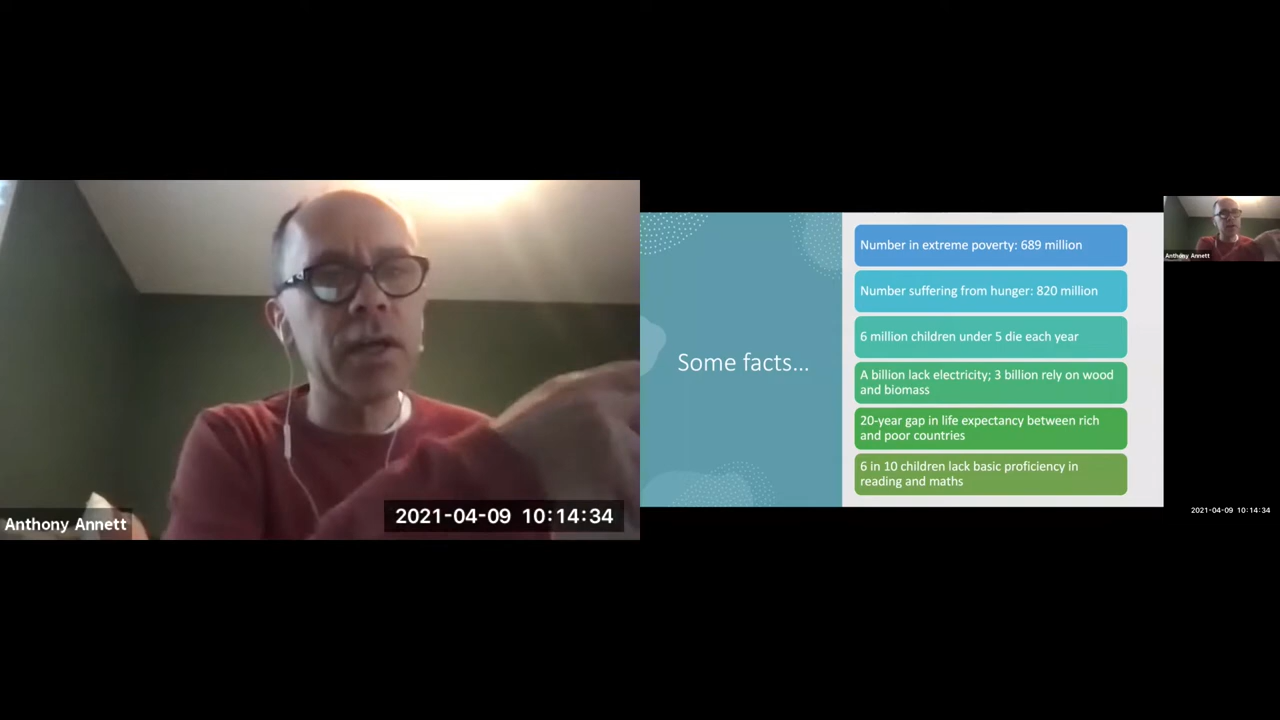 Anthony Annett
2021-04-09 10:14:34
Some facts...
Number in extreme poverty: 689 million
Number suffering from hunger: 820 million
6 million children under 5 die each year
A billion lack electricity; 3 billion rely on wood
and biomass
20-year gap in life expectancy between rich
and poor countries
6 in 10 children lack basic proficiency in
reading and maths
Anthony Annett
2021-04-09 10:14:34